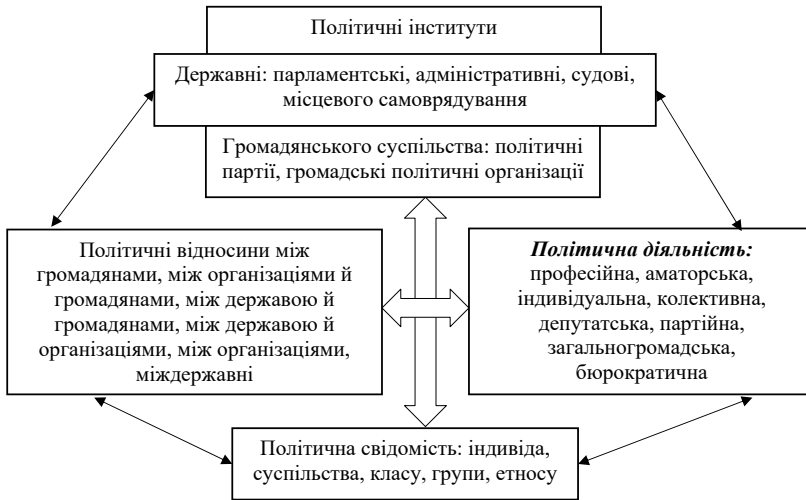 Політичні інститути
Державні: парламентські, адміністративні, судові,
місцевого самоврядування
Громадянського суспільства: політичні
партії, громадські політичні організації
Політичні відносини між
громадянами, між організаціями й
громадянами, між державою й
громадянами, між державою й
організаціями, між організаціями,
міждержавні
Політична діяльність:
професійна, аматорська,
індивідуальна, колективна,
депутатська, партійна,
загальногромадська,
бюрократична
Політична свідомість: індивіда,
суспільства, класу, групи, етносу